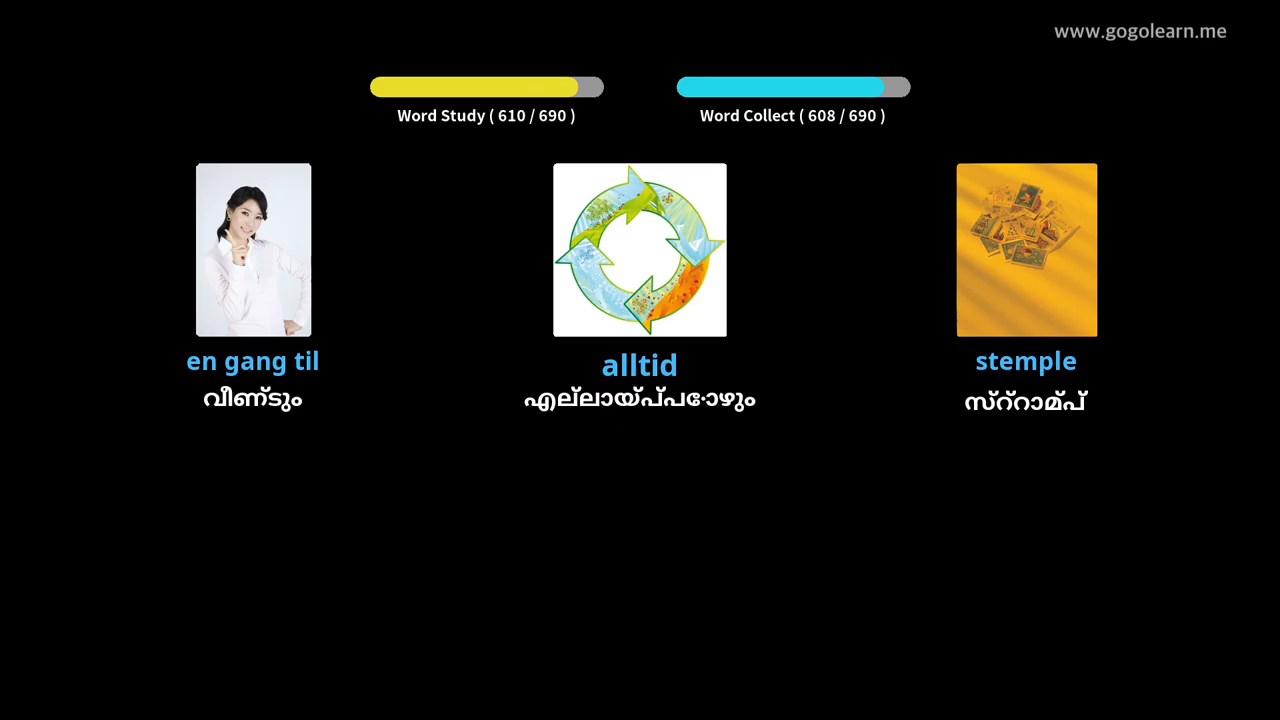 www.gogolearn.me
Word Study ( 610 / 690 )
Word Collect ( 608 / 690 )
en gang til
alltid
stemple
വീണ്ടും
എല്ലായ്പ്പോഴും
സ്റ്റാമ്പ്